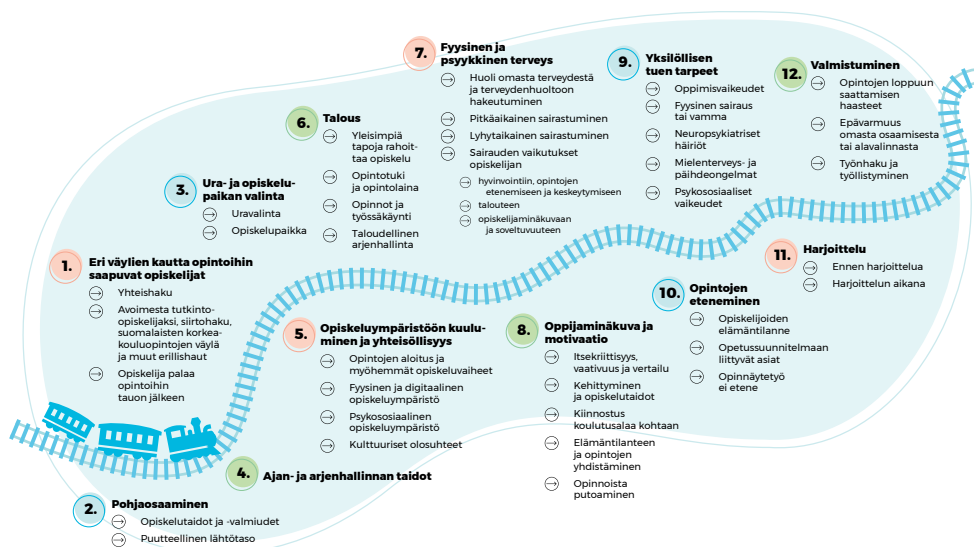 1.
Eri väylien kautta opintoihin
saapuvat opiskelijat
Yhteishaku
Avoimesta tutkinto-
opiskelijaksi, siirtohaku,
suomalaisten korkea-
kouluopintojen väylä
ja muut erillishaut
Opiskelija palaa
opintoihin
tauon jälkeen
2.
Pohjaosaaminen
Opiskelutaidot ja -valmiudet
Puutteellinen lähtötaso
3.
Ura- ja opiskelu-
paikan valinta
Uravalinta
Opiskelupaikka
4.
Ajan- ja arjenhallinnan taidot
5.
Opiskeluympäristöön kuulu-
minen ja yhteisöllisyys
Opintojen aloitus ja
myöhemmät opiskeluvaiheet
Fyysinen ja digitaalinen
opiskeluympäristö
Psykososiaalinen
opiskeluympäristö
Kulttuuriset olosuhteet
6.
Talous
Yleisimpiä
tapoja rahoit-
taa opiskelu
Opintotuki
ja opintolaina
Opinnot ja
työssäkäynti
Taloudellinen
arjenhallinta
7.
Fyysinen ja
psyykkinen terveys
Huoli omasta terveydestä
ja terveydenhuoltoon
hakeutuminen
Pitkäaikainen sairastuminen
Lyhytaikainen sairastuminen
Sairauden vaikutukset
opiskelijan
hyvinvointiin, opintojen
etenemiseen ja keskeytymiseen
talouteen
opiskelijaminäkuvaan
ja soveltuvuuteen
8.
Oppijaminäkuva ja
motivaatio
Itsekriittisyys,
vaativuus ja vertailu
Kehittyminen
ja opiskelutaidot
Kiinnostus
koulutusalaa kohtaan
Elämäntilanteen
ja opintojen
yhdistäminen
Opinnoista
putoaminen
9.
Yksilöllisen
tuen tarpeet
Oppimisvaikeudet
Fyysinen sairaus
tai vamma
Neuropsykiatriset
häiriöt
Mielenterveys- ja
päihdeongelmat
Psykososiaaliset
vaikeudet
10.
Opintojen
eteneminen
Opiskelijoiden
elämäntilanne
Opetussuunnitelmaan
liittyvät asiat
Opinnäytetyö
ei etene
11.
Harjoittelu
Ennen harjoittelua
Harjoittelun aikana
12.
Valmistuminen
Opintojen loppuun
saattamisen
haasteet
Epävarmuus
omasta osaamisesta
tai alavalinnasta
Työnhaku ja
työllistyminen